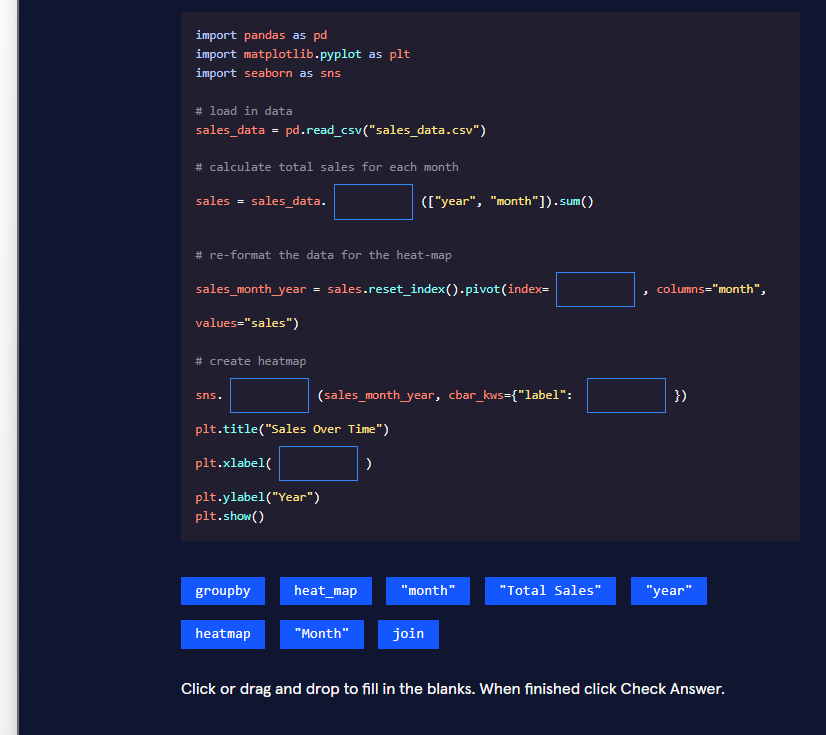 import pandas as pd
import matplotlib.pyplot as plt
import seaborn as sns
# load in data
sales_data = pd.read_csv("sales_data.csv")
# calculate total sales for each month
sales = sales_data. (["year", "month"]).sum()
# re-format the data for the heat-map
sales_month_year = sales.reset_index().pivot(index= , columns="month",
values="sales")
# create heatmap
sns. (sales_month_year, cbar_kws={"label": })
plt.title("Sales Over Time")
plt.xlabel( )
plt.ylabel("Year")
plt.show()
groupby heat_map "month" "Total Sales" "year"
heatmap "Month" join
Click or drag and drop to fill in the blanks. When finished click Check Answer.